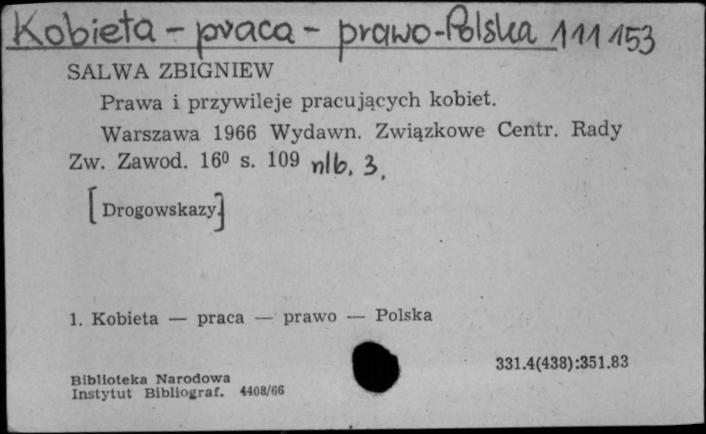 Kobieta - praca - prawo - Polska 111 153
SALWA ZBIGNIEW
Prawa i przywileje pracujących kobiet.
Warszawa 1966 Wydawn. Związkowe Centr. Rady
Zw. Zawod. 16⁰ s. 109 nlb. 3.
[Drogowskazy]
1. Kobieta — praca — prawo — Polska
331.4(438):351.83
Biblioteka Narodowa
Instytut Bibliograf. 4408/66